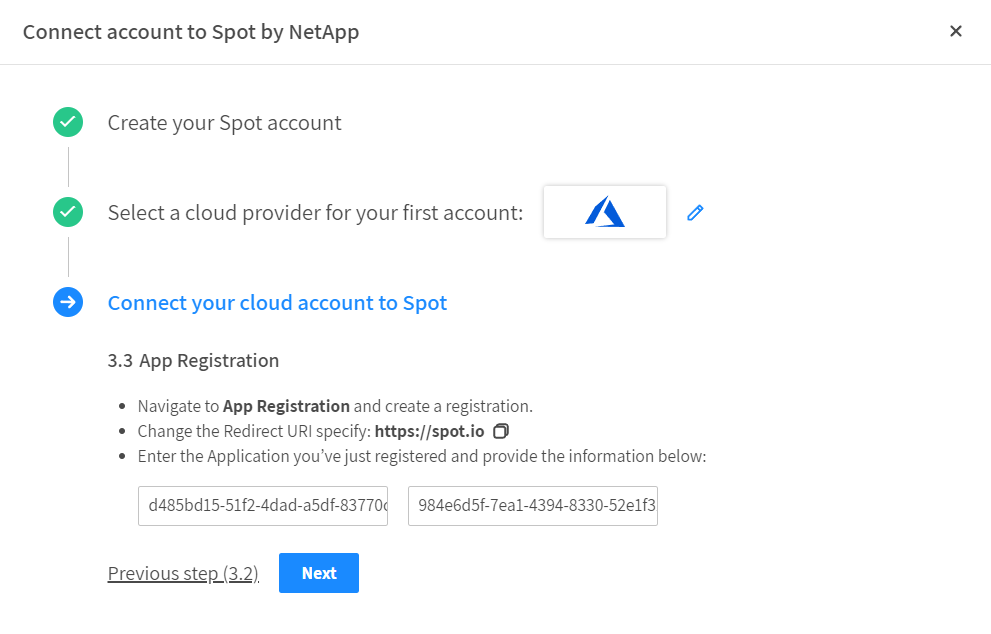 Connect account to Spot by NetApp
Create your Spot account
Select a cloud provider for your first account:
Connect your cloud account to Spot
3.3 App Registration
Navigate to App Registration and create a registration.
Change the Redirect URI specify: https://spot.io
Enter the Application you’ve just registered and provide the information below:
d485bd15-51f2-4dad-a5df-83770 984e6d5f-7ea1-4394-8330-52e1f3
Previous step (3.2) Next